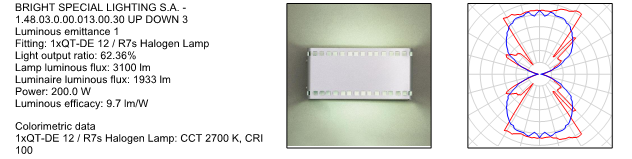 BRIGHT SPECIAL LIGHTING S.A. -
1.48.03.0.00.013.00.30 UP DOWN 3
Luminous emittance 1
Fitting: 1xQT-DE 12 / R7s Halogen Lamp
Light output ratio: 62.36%
Lamp luminous flux: 3100 lm
Luminaire luminous flux: 1933 lm
Power: 200.0 W
Luminous efficacy: 9.7 lm/W
Colorimetric data
1xQT-DE 12 / R7s Halogen Lamp: CCT 2700 K, CRI
100